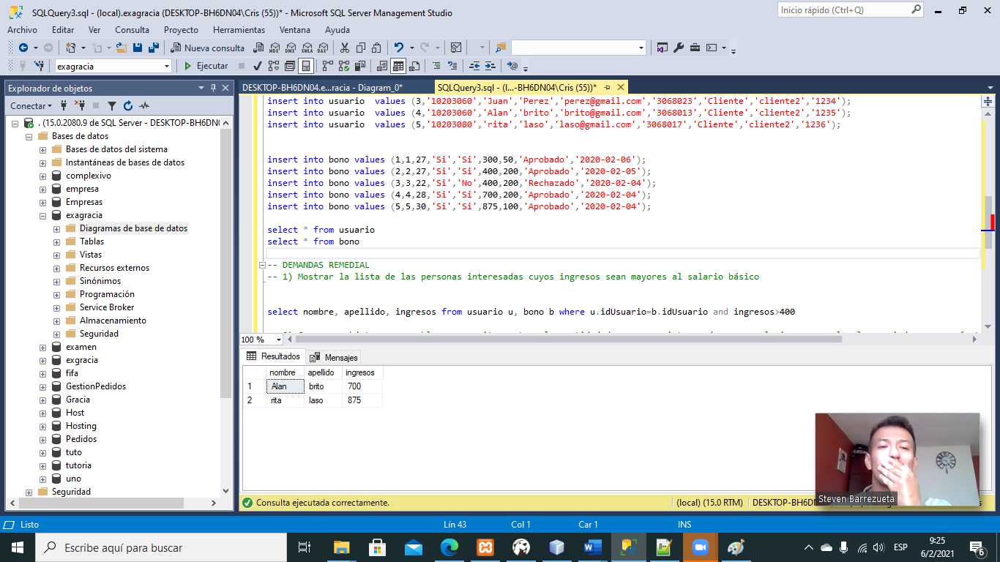 SQLQuery3.sql - (local).exagracia (DESKTOP-BH6DN04\Cris (55))* - Microsoft SQL Server Management Studio
Inicio rápido (Ctrl+Q)
Archivo Editar Ver Consulta Proyecto Herramientas Ventana Ayuda
Nueva consulta
MDX DMX XMLA DAX
exagracia
Ejecutar
Explorador de objetos
Conectar
. (15.0.2080.9 de SQL Server - DESKTOP-BH6DN0
Bases de datos
Bases de datos del sistema
Instantáneas de bases de datos
complexivo
empresa
Empresas
exagracia
Diagramas de base de datos
Tablas
Vistas
Recursos externos
Sinónimos
Programación
Service Broker
Almacenamiento
Seguridad
examen
exgracia
fifa
GestionPedidos
Gracia
Host
Hosting
Pedidos
tuto
tutoria
uno
Seguridad
DESKTOP-BH6DN04.e...racia - Diagram_0*
SQLQuery3.sql - (l...-BH6DN04\Cris (55))*
insert into usuario values (3,'10203060','Juan','Perez','perez@gmail.com','3068023','Cliente','cliente2','1234');
insert into usuario values (4,'10203060','Alan','brito','brito@gmail.com','3068013','Cliente','cliente2','1235');
insert into usuario values (5,'10203080','rita','laso','laso@gmail.com','3068017','Cliente','cliente2','1236');
insert into bono values (1,1,27,'Si','Si',300,50,'Aprobado','2020-02-06');
insert into bono values (2,2,27,'Si','Si',400,200,'Aprobado','2020-02-05');
insert into bono values (3,3,22,'Si','No',400,200,'Rechazado','2020-02-04');
insert into bono values (4,4,28,'Si','Si',700,200,'Aprobado','2020-02-04');
insert into bono values (5,5,30,'Si','Si',875,100,'Aprobado','2020-02-04');
select * from usuario
select * from bono
-- DEMANDAS REMEDIAL
-- 1) Mostrar la lista de las personas interesadas cuyos ingresos sean mayores al salario básico
select nombre, apellido, ingresos from usuario u, bono b where u.idUsuario=b.idUsuario and ingresos>400
100 %
Resultados Mensajes
nombre apellido ingresos
1 Alan brito 700
2 rita laso 875
Steven Barrezueta
Consulta ejecutada correctamente.
(local) (15.0 RTM) DESKTOP-BH6DN0
Listo
Lín 43 Col 1 Car 1 INS
Escribe aquí para buscar
ESP
9:25
6/2/2021
6